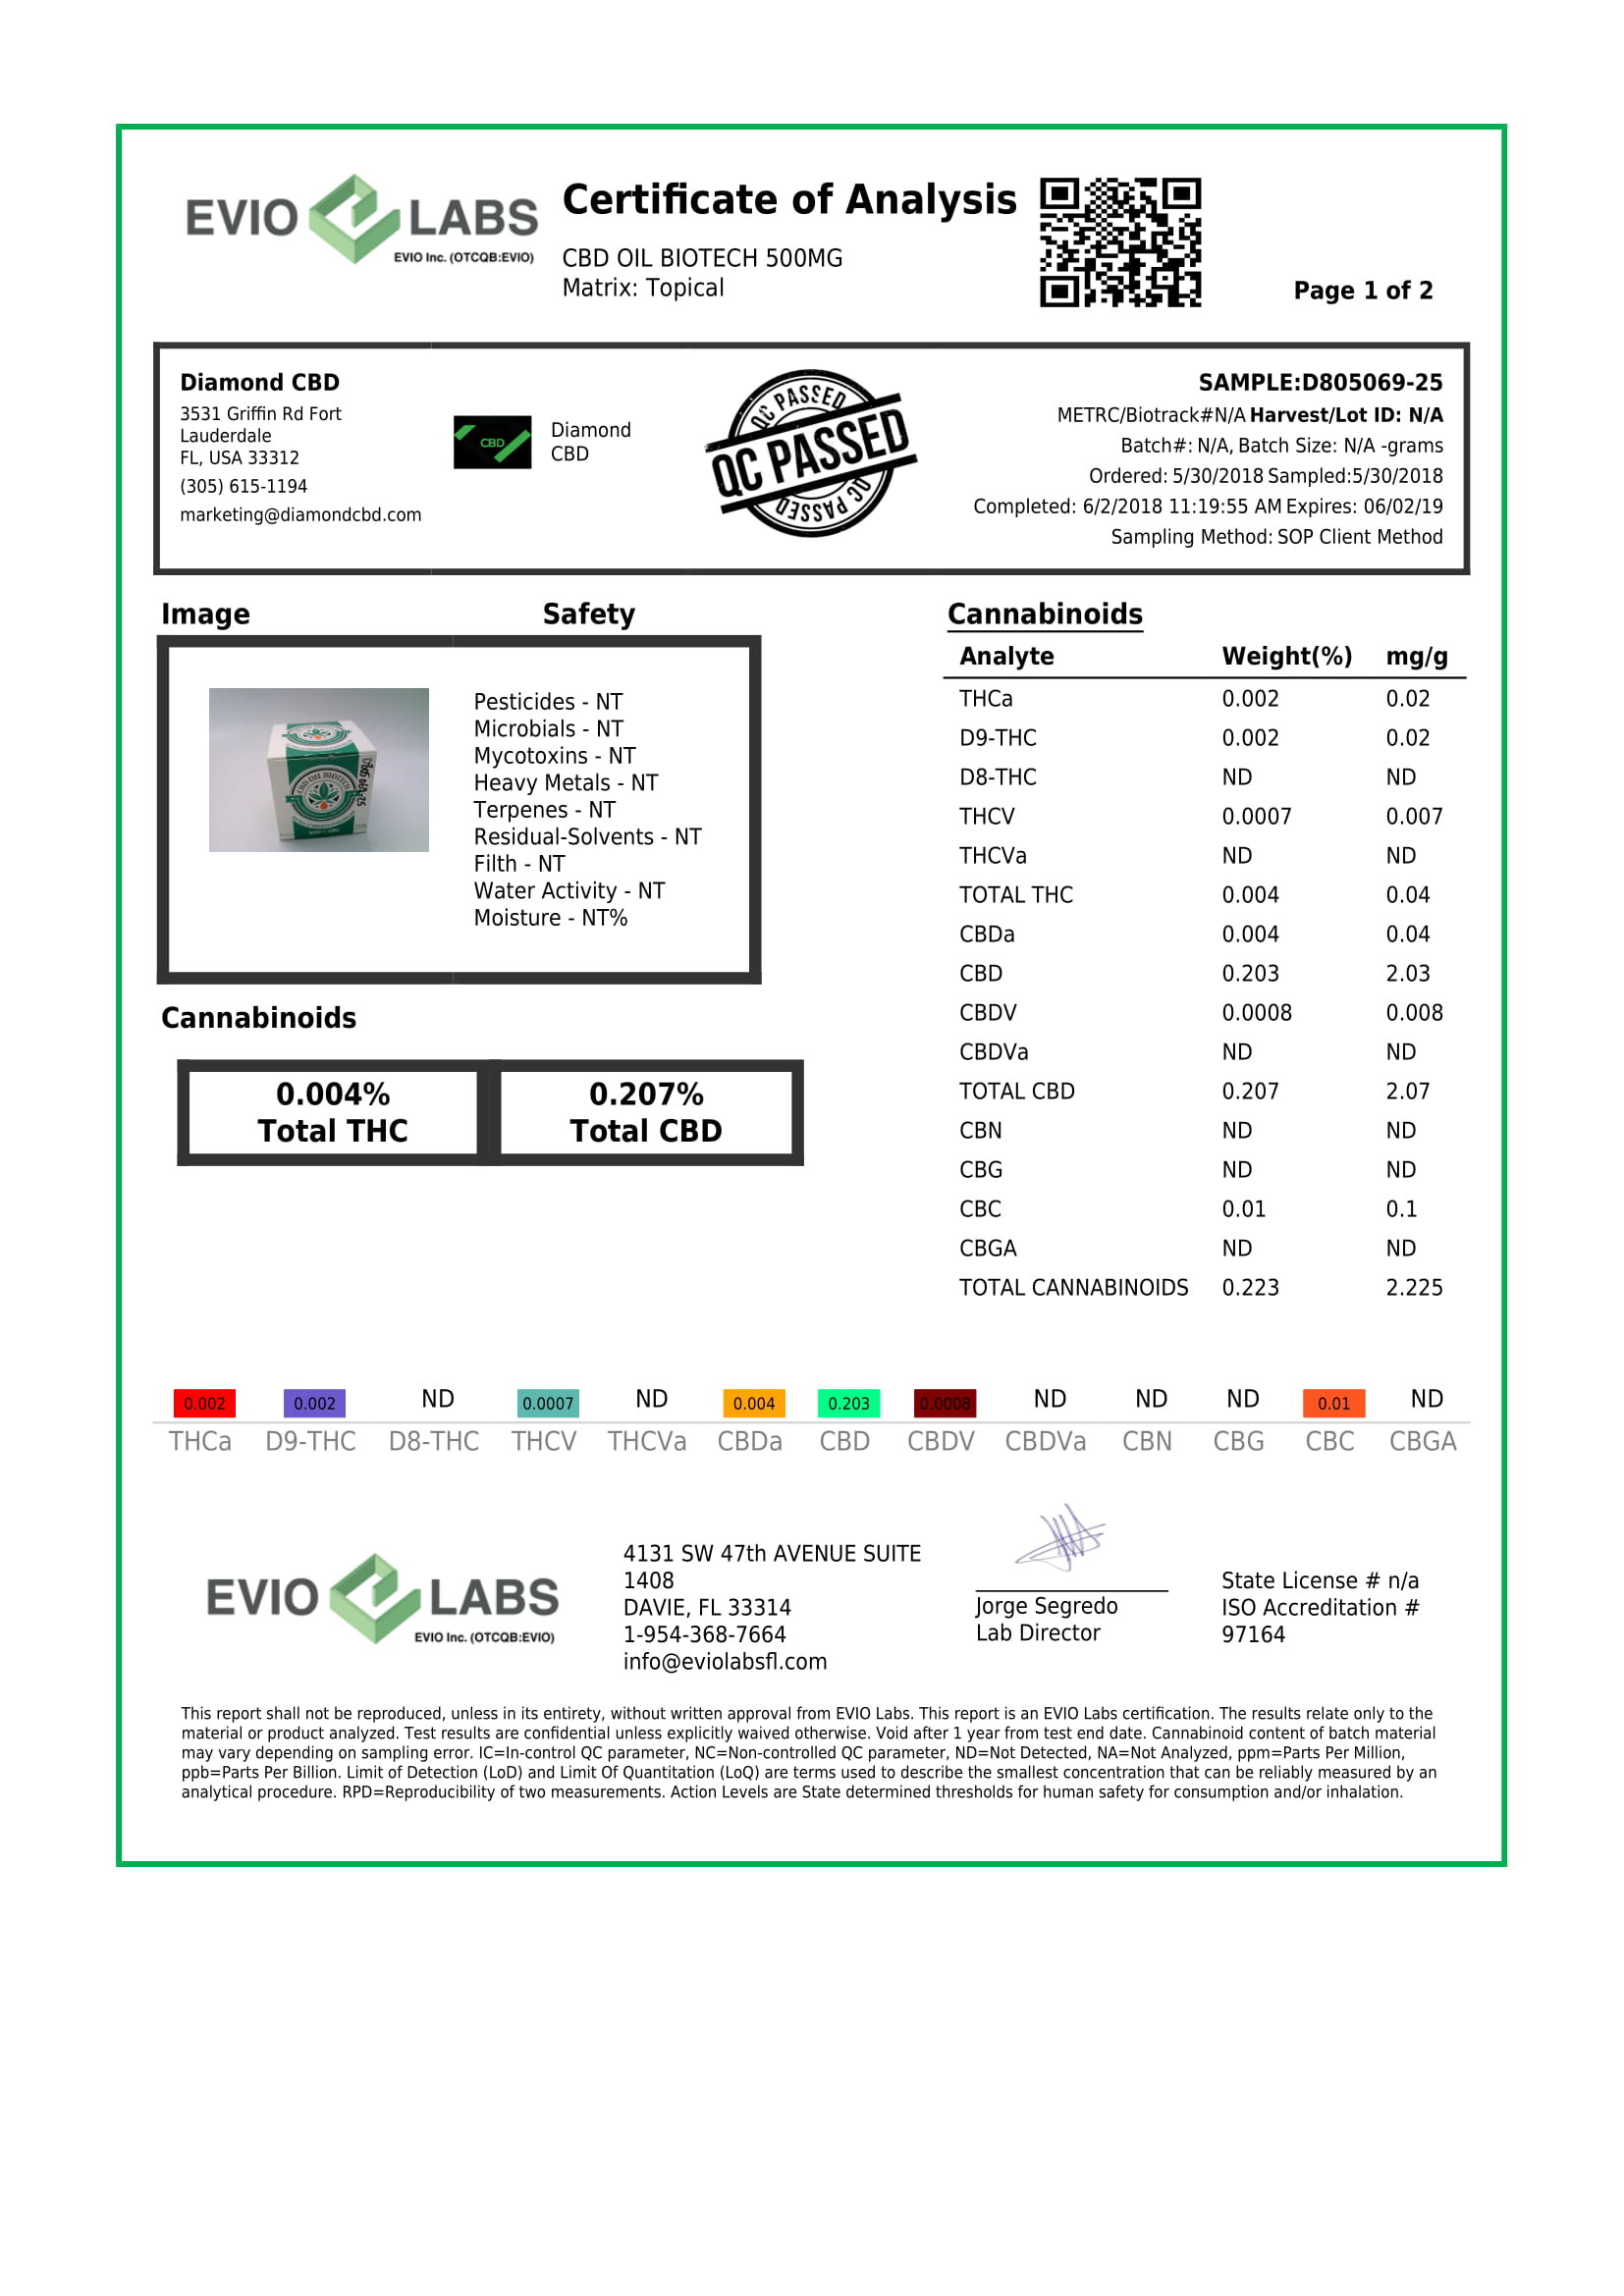 EVIO LABS
EVIO Inc. (OTCQB:EVIO)
Certificate of Analysis
CBD OIL BIOTECH 500MG
Matrix: Topical
Page 1 of 2
Diamond CBD
3531 Griffin Rd Fort
Lauderdale
FL, USA 33312
(305) 615-1194
marketing@diamondcbd.com
CBD
Diamond
CBD
QC PASSED
QC PASSED
QC PASSED
SAMPLE:D805069-25
METRC/Biotrack#N/A Harvest/Lot ID: N/A
Batch#: N/A, Batch Size: N/A -grams
Ordered: 5/30/2018 Sampled:5/30/2018
Completed: 6/2/2018 11:19:55 AM Expires: 06/02/19
Sampling Method: SOP Client Method
Image
Safety
CBD OIL BIOTECH
Pesticides - NT
Microbials - NT
Mycotoxins - NT
Heavy Metals - NT
Terpenes - NT
Residual-Solvents - NT
Filth - NT
Water Activity - NT
Moisture - NT%
Cannabinoids
0.004%
Total THC
0.207%
Total CBD
Cannabinoids
Analyte Weight(%) mg/g
THCa 0.002 0.02
D9-THC 0.002 0.02
D8-THC ND ND
THCV 0.0007 0.007
THCVa ND ND
TOTAL THC 0.004 0.04
CBDa 0.004 0.04
CBD 0.203 2.03
CBDV 0.0008 0.008
CBDVa ND ND
TOTAL CBD 0.207 2.07
CBN ND ND
CBG ND ND
CBC 0.01 0.1
CBGA ND ND
TOTAL CANNABINOIDS 0.223 2.225
0.002 0.002 ND 0.0007 ND 0.004 0.203 0.0008 ND ND ND 0.01 ND
THCa D9-THC D8-THC THCV THCVa CBDa CBD CBDV CBDVa CBN CBG CBC CBGA
EVIO LABS
EVIO Inc. (OTCQB:EVIO)
4131 SW 47th AVENUE SUITE
1408
DAVIE, FL 33314
1-954-368-7664
info@eviolabsfl.com
Jorge Segredo
Lab Director
State License # n/a
ISO Accreditation #
97164
This report shall not be reproduced, unless in its entirety, without written approval from EVIO Labs. This report is an EVIO Labs certification. The results relate only to the
material or product analyzed. Test results are confidential unless explicitly waived otherwise. Void after 1 year from test end date. Cannabinoid content of batch material
may vary depending on sampling error. IC=In-control QC parameter, NC=Non-controlled QC parameter, ND=Not Detected, NA=Not Analyzed, ppm=Parts Per Million,
ppb=Parts Per Billion. Limit of Detection (LoD) and Limit Of Quantitation (LoQ) are terms used to describe the smallest concentration that can be reliably measured by an
analytical procedure. RPD=Reproducibility of two measurements. Action Levels are State determined thresholds for human safety for consumption and/or inhalation.